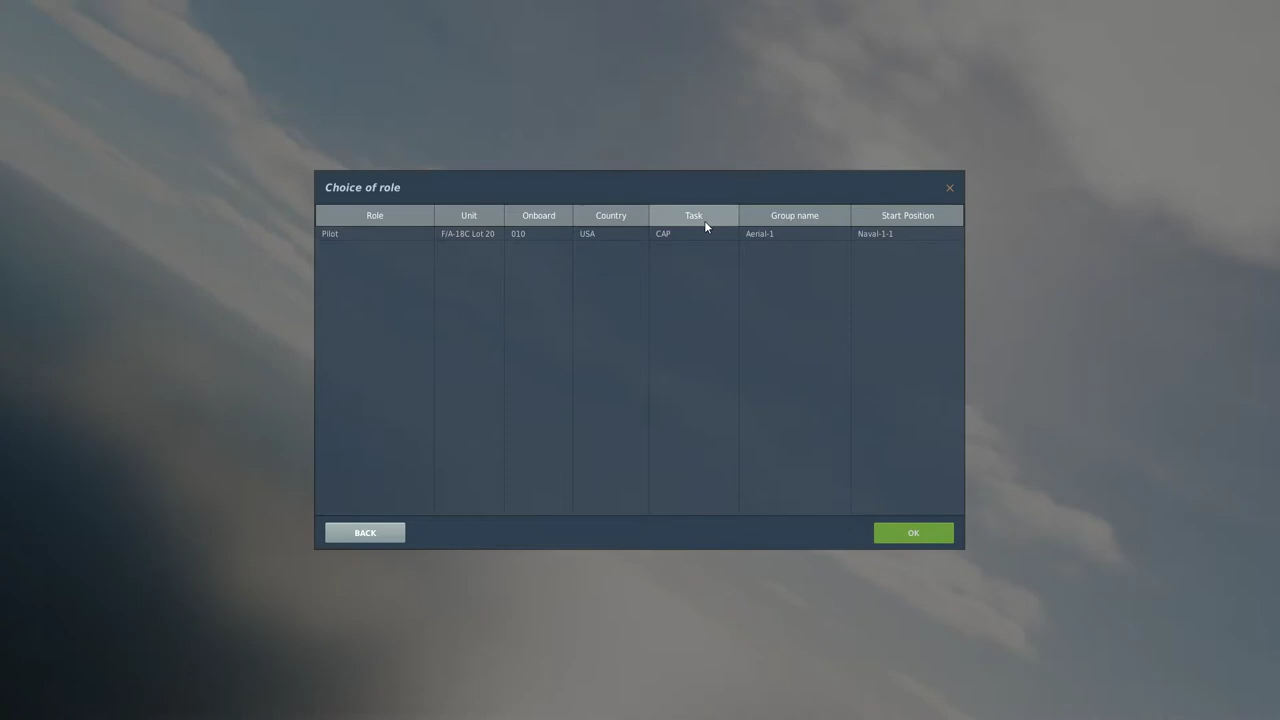 Choice of role
Role Unit Onboard Country Task Group name Start Position
Pilot F/A-18C Lot 20 010 USA CAP Aerial-1 Naval-1-1
BACK OK